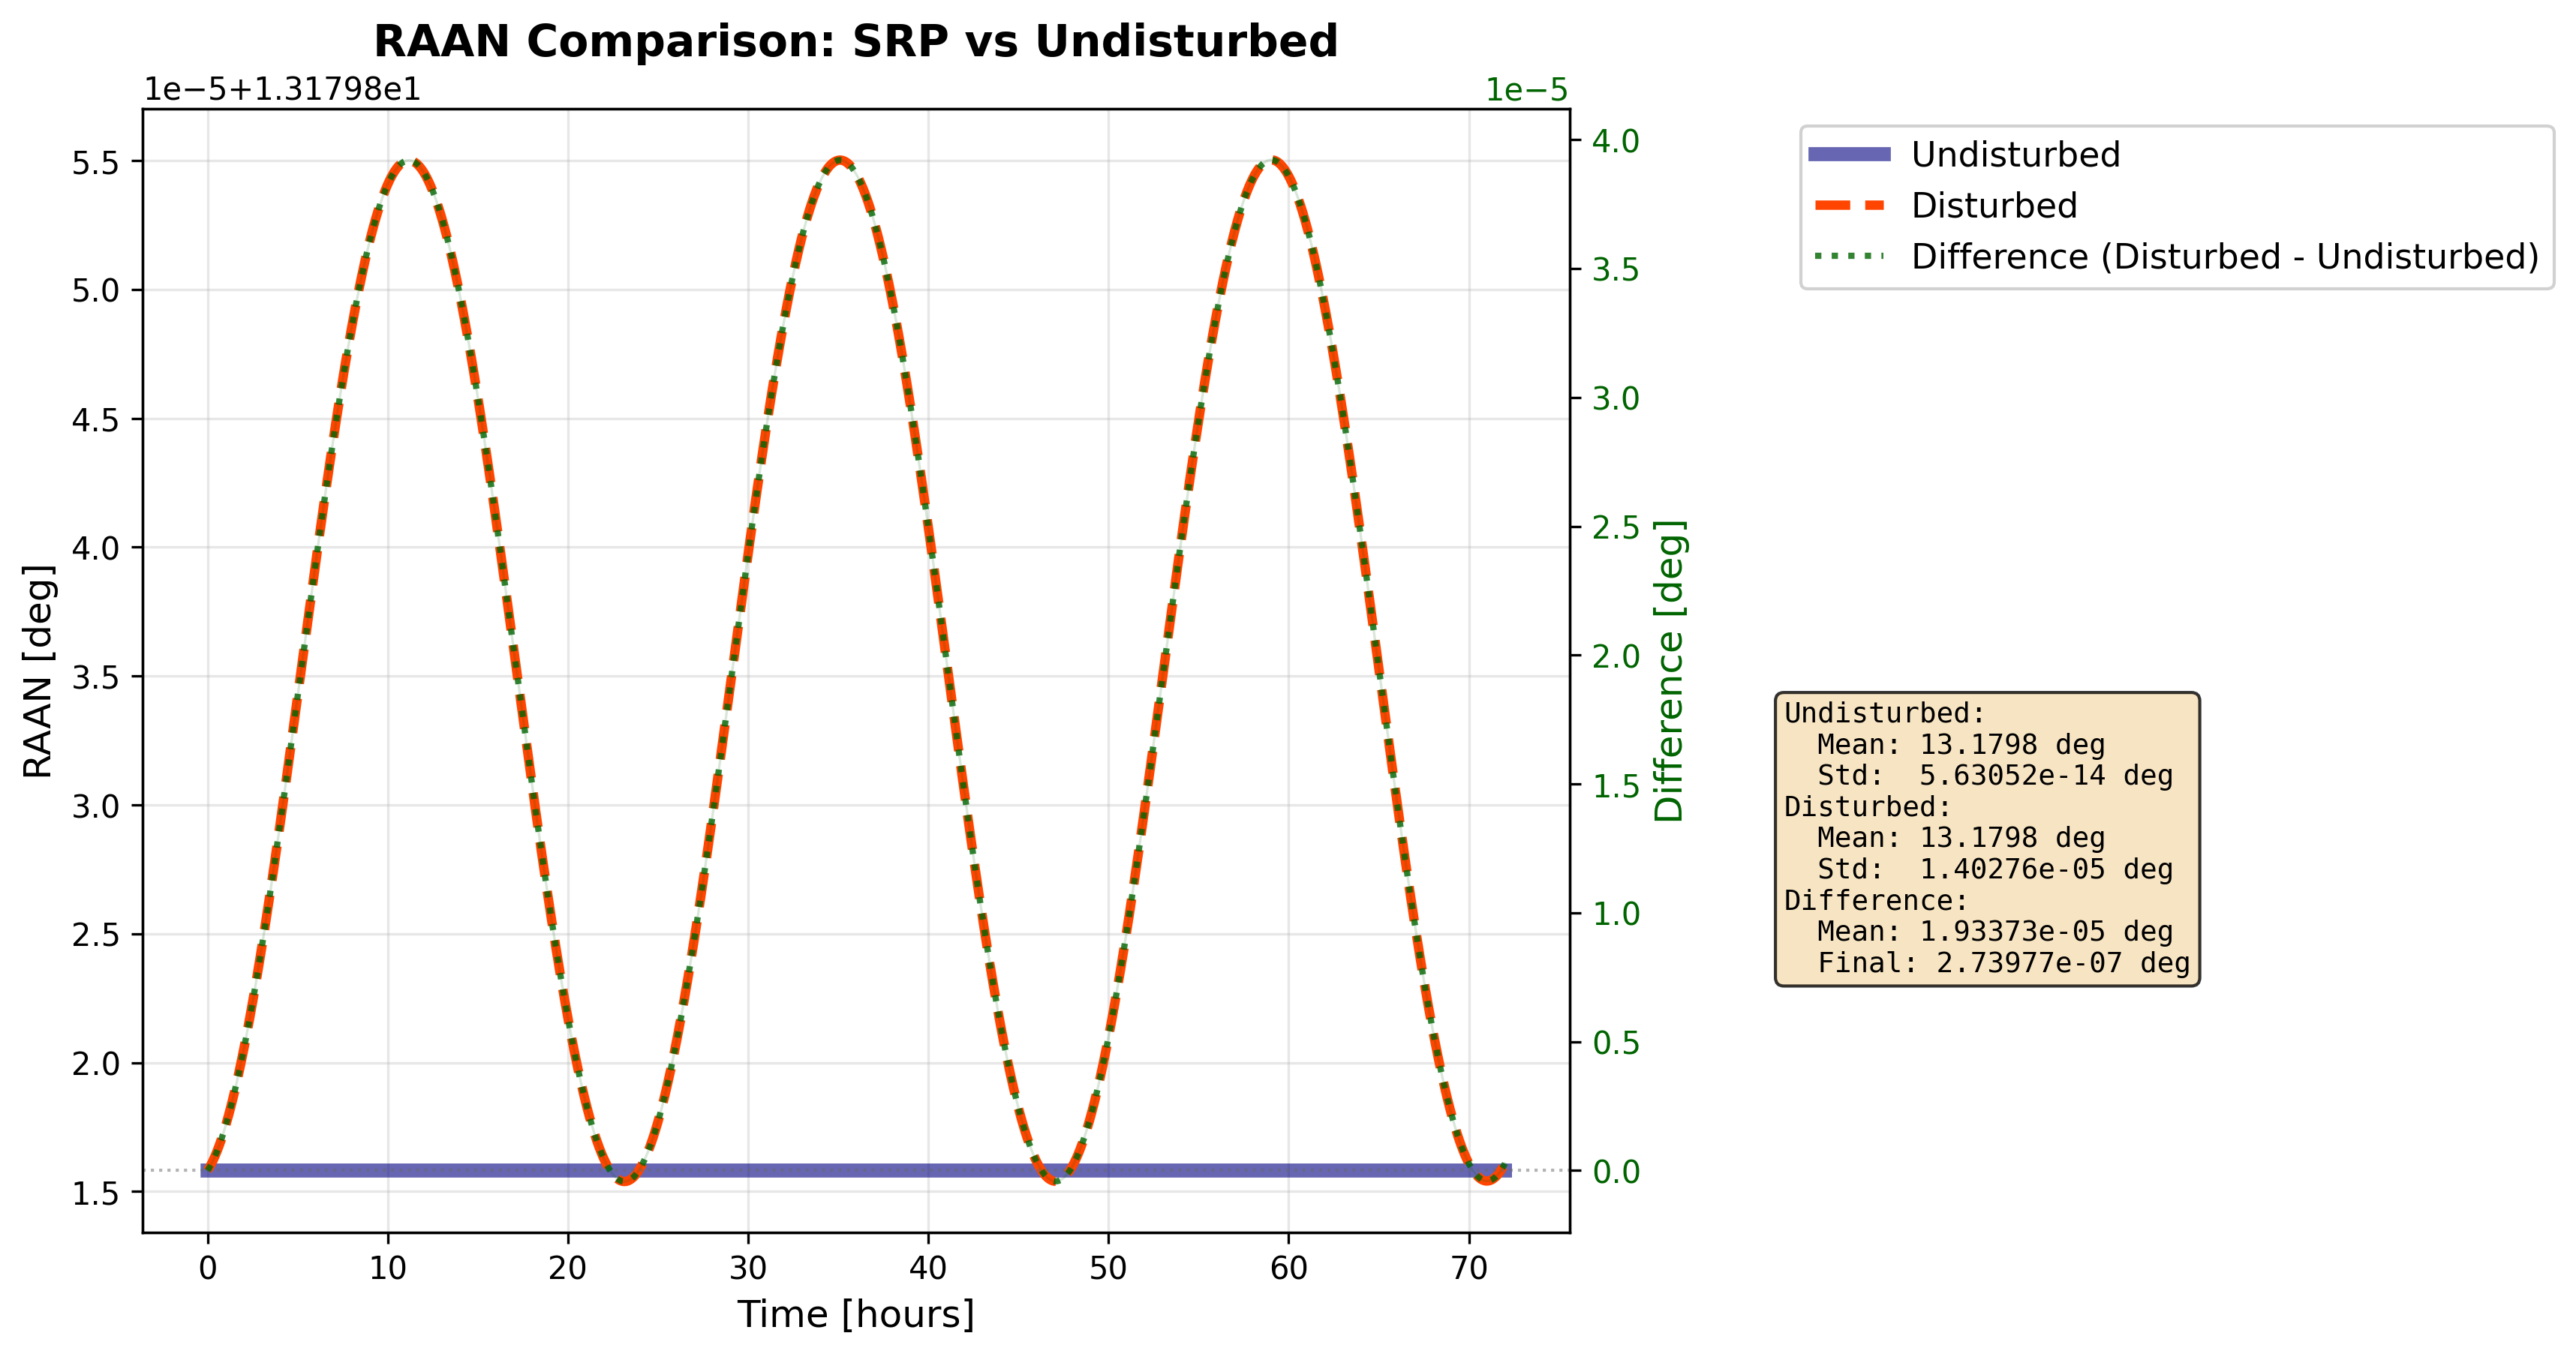 RAAN Comparison: SRP vs Undisturbed
1e−5+1.31798e1
1e−5
5.5
5.0
4.5
4.0
3.5
3.0
2.5
2.0
1.5
RAAN [deg]
4.0
3.5
3.0
2.5
2.0
1.5
1.0
0.5
0.0
Difference [deg]
0 10 20 30 40 50 60 70
Time [hours]
Undisturbed
Disturbed
Difference (Disturbed - Undisturbed)
Undisturbed:
Mean: 13.1798 deg
Std: 5.63052e-14 deg
Disturbed:
Mean: 13.1798 deg
Std: 1.40276e-05 deg
Difference:
Mean: 1.93373e-05 deg
Final: 2.73977e-07 deg